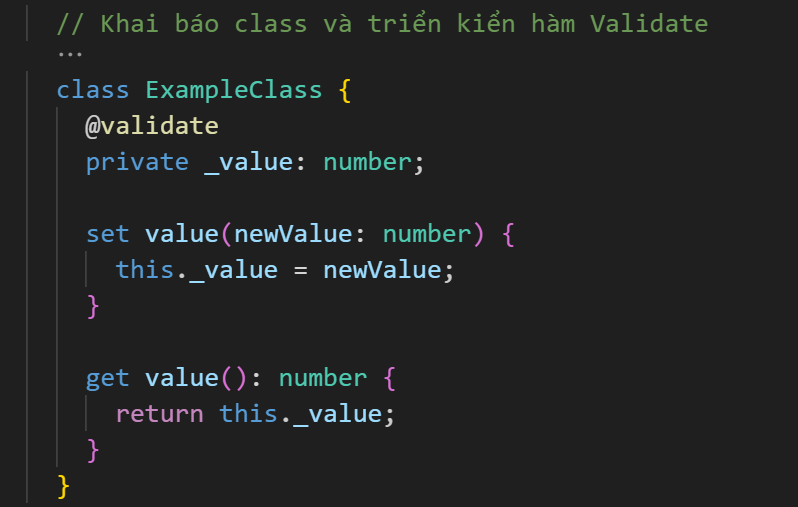 // Khai báo class và triển kiển hàm Validate
...
class ExampleClass {
@validate
private _value: number;
set value(newValue: number) {
this._value = newValue;
}
get value(): number {
return this._value;
}
}